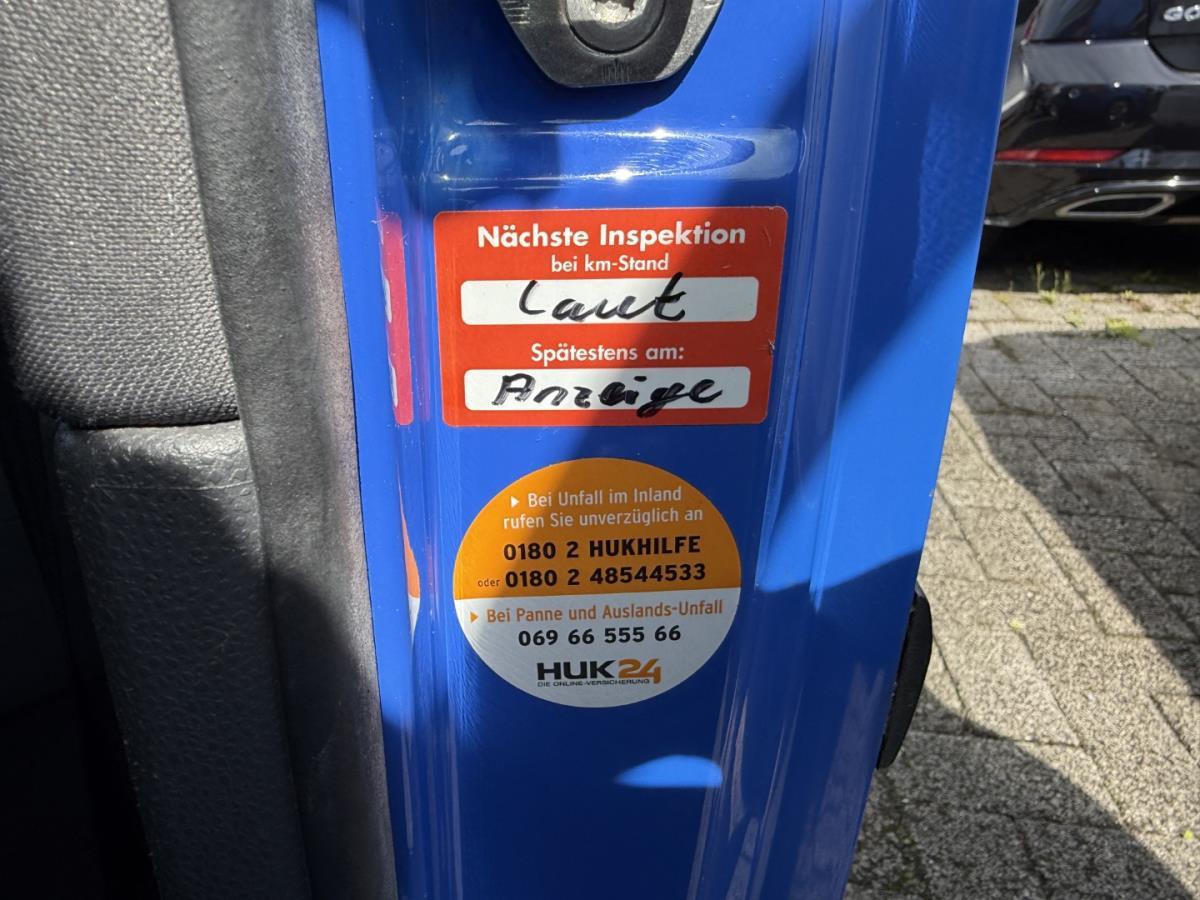 Nächste Inspektion
bei km-Stand
Laut
Spätestens am:
Anzeige
▸ Bei Unfall im Inland
rufen Sie unverzüglich an
0180 2 HUKHILFE
oder 0180 2 48544533
▸ Bei Panne und Auslands-Unfall
069 66 555 66
HUK24
DIE ONLINE-VERSICHERUNG